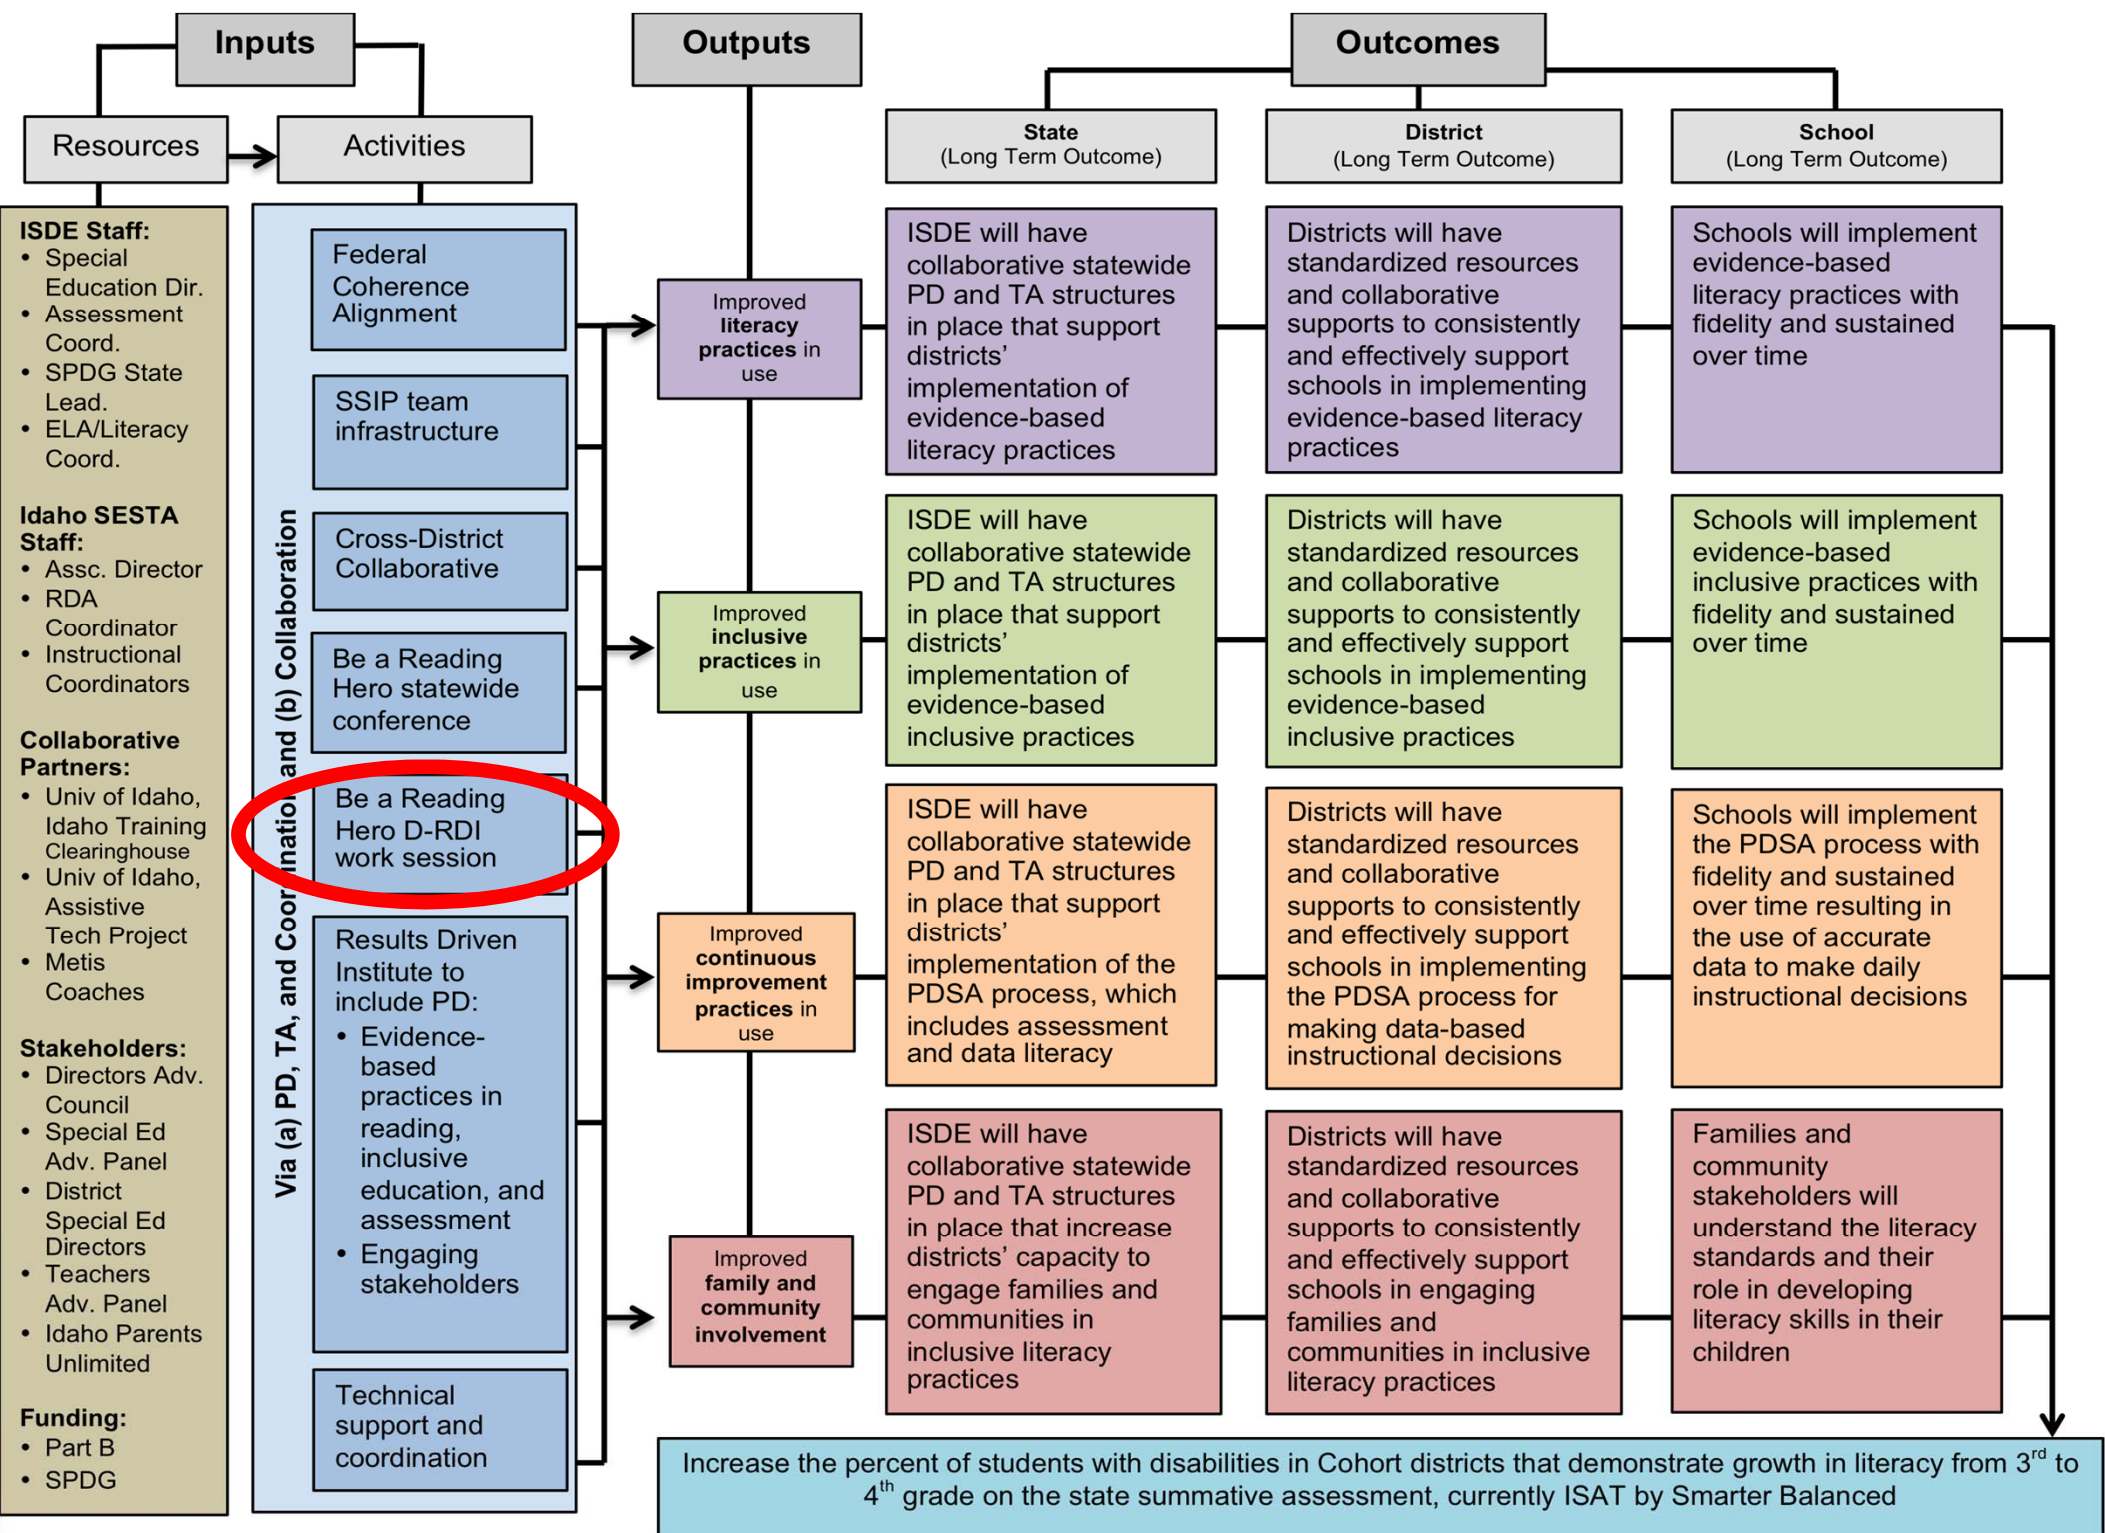 Inputs
Outputs
Outcomes
Resources
Activities
State
(Long Term Outcome)
District
(Long Term Outcome)
School
(Long Term Outcome)
ISDE Staff:
• Special
Education Dir.
• Assessment
Coord.
• SPDG State
Lead.
• ELA/Literacy
Coord.
Idaho SESTA
Staff:
• Assc. Director
• RDA
Coordinator
• Instructional
Coordinators
Collaborative
Partners:
• Univ of Idaho,
Idaho Training
Clearinghouse
• Univ of Idaho,
Assistive
Tech Project
• Metis
Coaches
Stakeholders:
• Directors Adv.
Council
• Special Ed
Adv. Panel
• District
Special Ed
Directors
• Teachers
Adv. Panel
• Idaho Parents
Unlimited
Funding:
• Part B
• SPDG
Via (a) PD, TA, and Coordination and (b) Collaboration
Federal
Coherence
Alignment
SSIP team
infrastructure
Cross-District
Collaborative
Be a Reading
Hero statewide
conference
Be a Reading
Hero D-RDI
work session
Results Driven
Institute to
include PD:
• Evidence-
based
practices in
reading,
inclusive
education, and
assessment
• Engaging
stakeholders
Technical
support and
coordination
Improved
literacy
practices in
use
ISDE will have
collaborative statewide
PD and TA structures
in place that support
districts’
implementation of
evidence-based
literacy practices
Districts will have
standardized resources
and collaborative
supports to consistently
and effectively support
schools in implementing
evidence-based literacy
practices
Schools will implement
evidence-based
literacy practices with
fidelity and sustained
over time
Improved
inclusive
practices in
use
ISDE will have
collaborative statewide
PD and TA structures
in place that support
districts’
implementation of
evidence-based
inclusive practices
Districts will have
standardized resources
and collaborative
supports to consistently
and effectively support
schools in implementing
evidence-based
inclusive practices
Schools will implement
evidence-based
inclusive practices with
fidelity and sustained
over time
Improved
continuous
improvement
practices in
use
ISDE will have
collaborative statewide
PD and TA structures
in place that support
districts’
implementation of the
PDSA process, which
includes assessment
and data literacy
Districts will have
standardized resources
and collaborative
supports to consistently
and effectively support
schools in implementing
the PDSA process for
making data-based
instructional decisions
Schools will implement
the PDSA process with
fidelity and sustained
over time resulting in
the use of accurate
data to make daily
instructional decisions
Improved
family and
community
involvement
ISDE will have
collaborative statewide
PD and TA structures
in place that increase
districts’ capacity to
engage families and
communities in
inclusive literacy
practices
Districts will have
standardized resources
and collaborative
supports to consistently
and effectively support
schools in engaging
families and
communities in inclusive
literacy practices
Families and
community
stakeholders will
understand the literacy
standards and their
role in developing
literacy skills in their
children
Increase the percent of students with disabilities in Cohort districts that demonstrate growth in literacy from 3rd to
4th grade on the state summative assessment, currently ISAT by Smarter Balanced